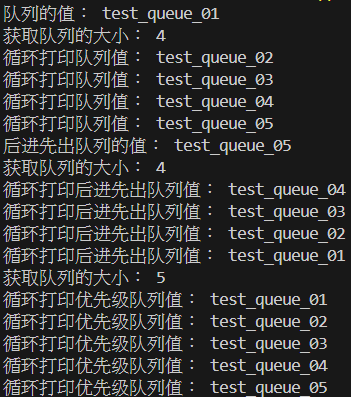 队列的值： test_queue_01
获取队列的大小： 4
循环打印队列值： test_queue_02
循环打印队列值： test_queue_03
循环打印队列值： test_queue_04
循环打印队列值： test_queue_05
后进先出队列的值： test_queue_05
获取队列的大小： 4
循环打印后进先出队列值： test_queue_04
循环打印后进先出队列值： test_queue_03
循环打印后进先出队列值： test_queue_02
循环打印后进先出队列值： test_queue_01
获取队列的大小： 5
循环打印优先级队列值： test_queue_01
循环打印优先级队列值： test_queue_02
循环打印优先级队列值： test_queue_03
循环打印优先级队列值： test_queue_04
循环打印优先级队列值： test_queue_05